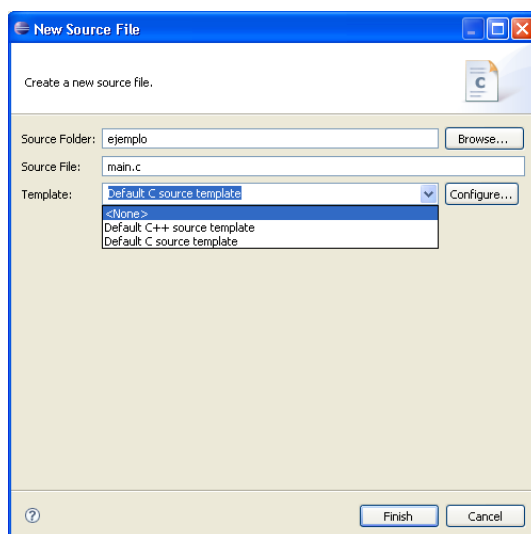 New Source File
Create a new source file.
C
Source Folder: ejemplo Browse...
Source File: main.c
Template: Default C source template Configure...
<None>
Default C++ source template
Default C source template
? Finish Cancel